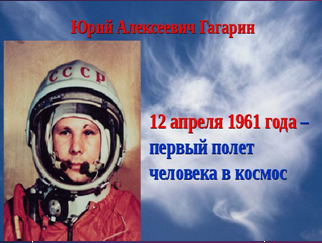 Юрий Алексеевич Гагарин
СССР
12 апреля 1961 года –
первый полет
человека в космос